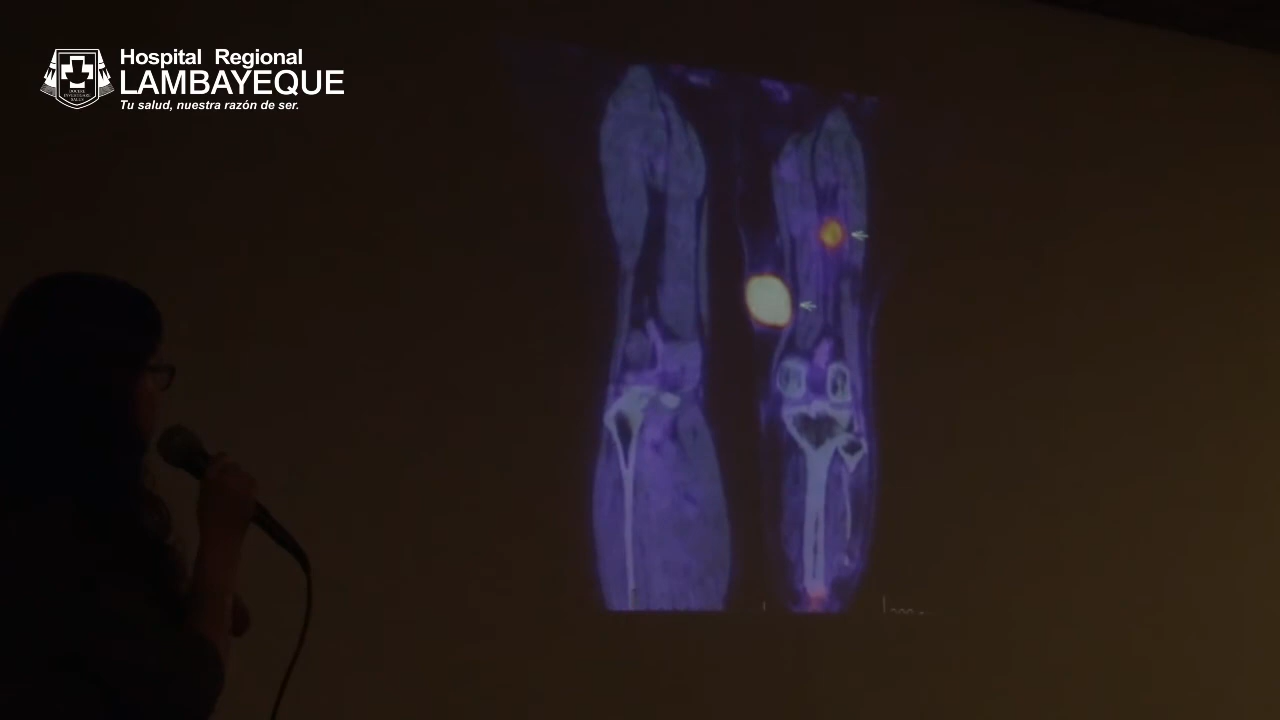 Hospital Regional
LAMBAYEQUE
Tu salud, nuestra razón de ser.